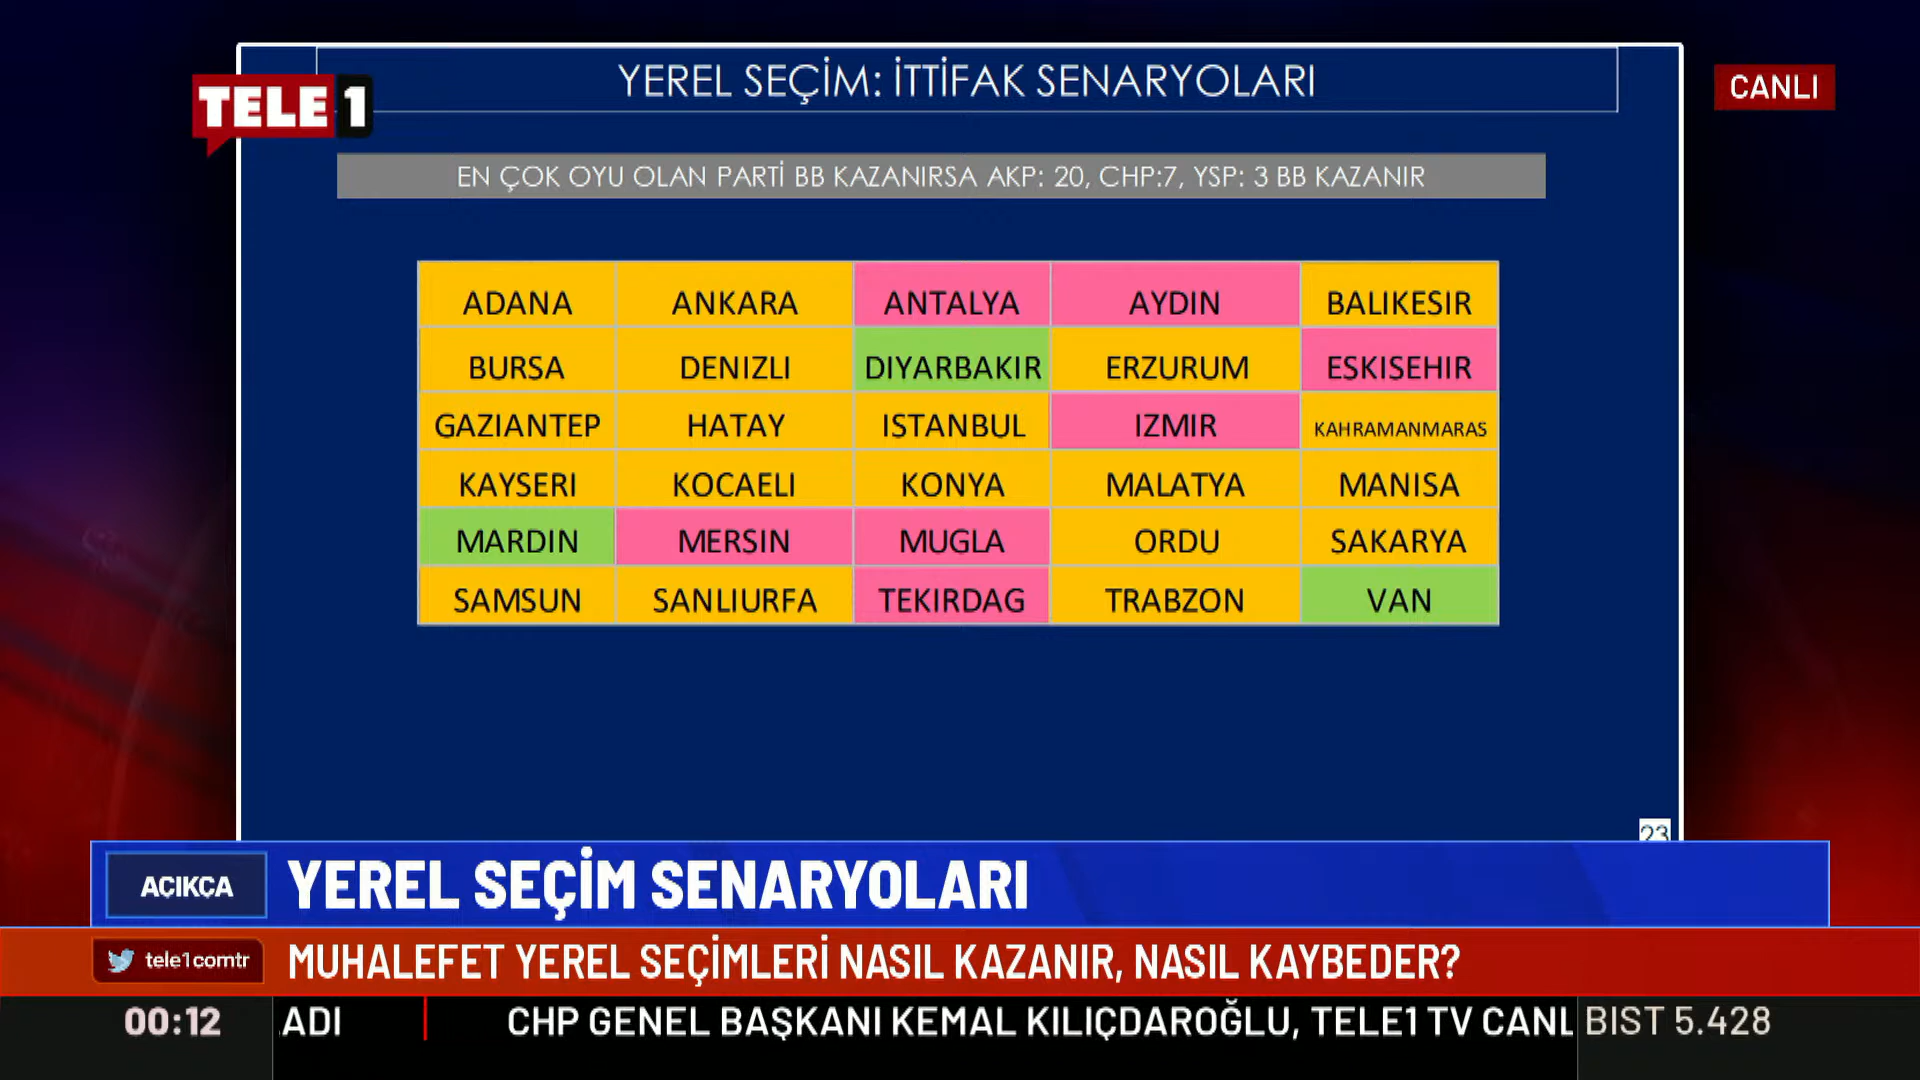 YEREL SEÇİM: İTTİFAK SENARYOLARI
TELE1
CANLI
EN ÇOK OYU OLAN PARTİ BB KAZANIRSA AKP: 20, CHP:7, YSP: 3 BB KAZANIR
ADANA ANKARA ANTALYA AYDIN BALIKESIR
BURSA DENIZLI DIYARBAKIR ERZURUM ESKISEHIR
GAZIANTEP HATAY ISTANBUL IZMIR KAHRAMANMARAS
KAYSERI KOCAELI KONYA MALATYA MANISA
MARDIN MERSIN MUGLA ORDU SAKARYA
SAMSUN SANLIURFA TEKIRDAG TRABZON VAN
23
AÇIKÇA YEREL SEÇİM SENARYOLARI
tele1comtr MUHALEFET YEREL SEÇİMLERİ NASIL KAZANIR, NASIL KAYBEDER?
00:12 .ADI CHP GENEL BAŞKANI KEMAL KILIÇDAROĞLU, TELE1 TV CANL BIST 5.428